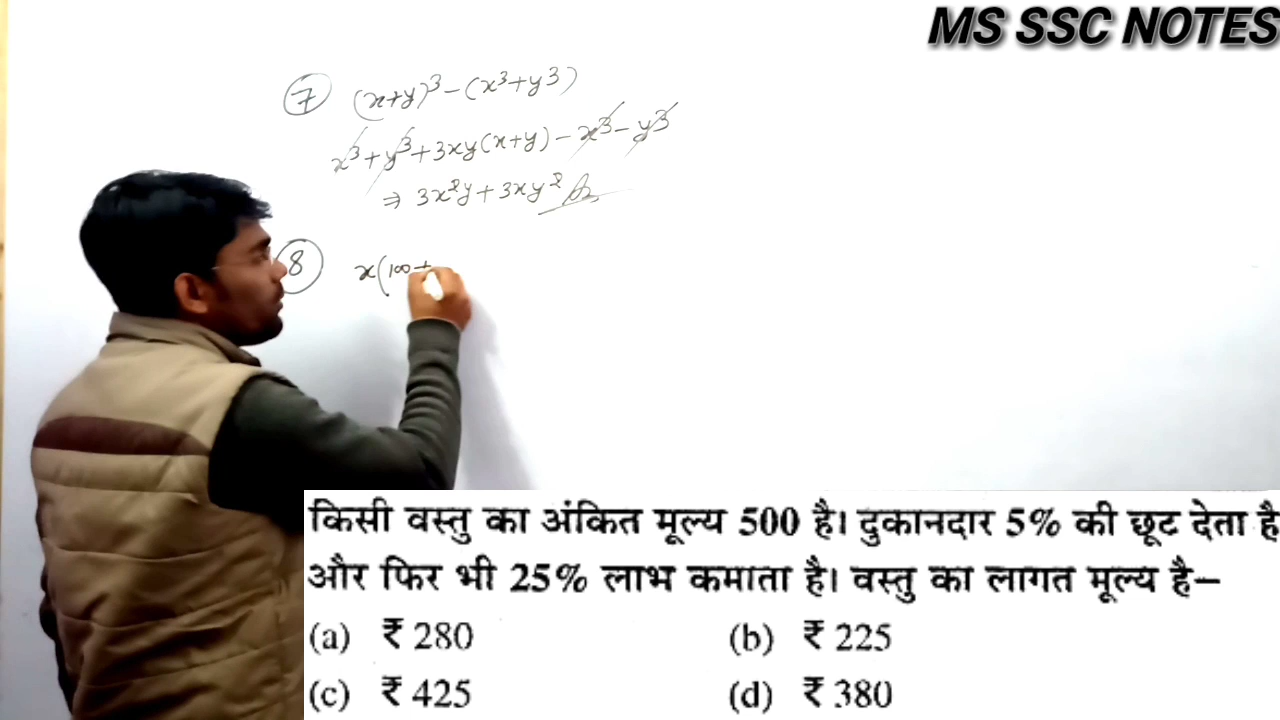 MS SSC NOTES
7 (x+y)³-(x³+y³)
x³+y³+3xy(x+y)-x³-y³
⇒ 3x²y+3xy²
8 x(100+
किसी वस्तु का अंकित मूल्य 500 है। दुकानदार 5% की छूट देता है
और फिर भी 25% लाभ कमाता है। वस्तु का लागत मूल्य है–
(a) ₹ 280 (b) ₹ 225
(c) ₹ 425 (d) ₹ 380